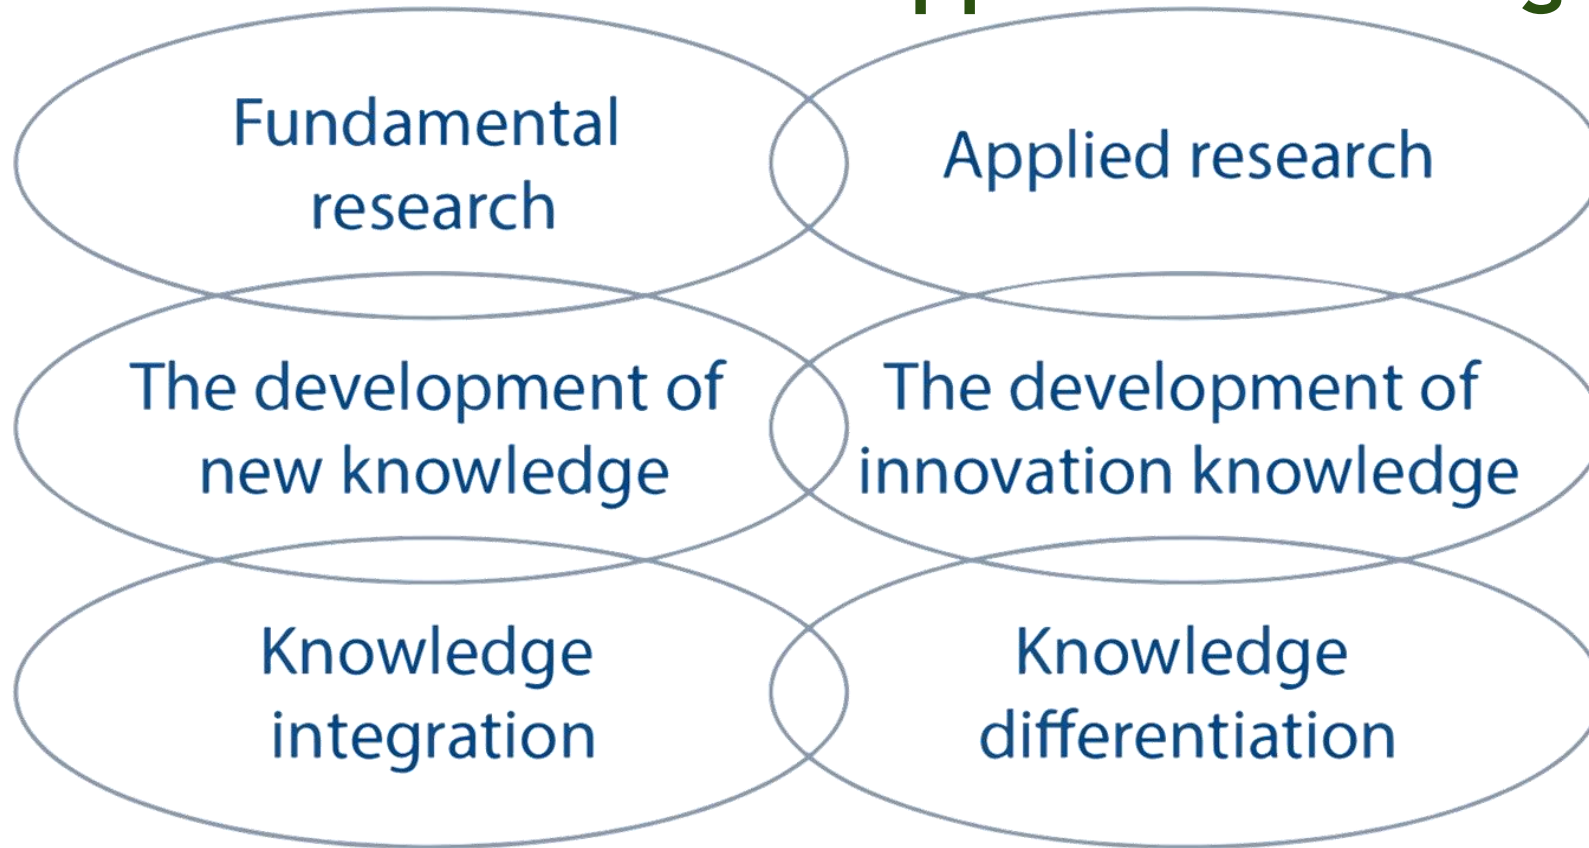 Fundamental
research
Applied research
The development of
new knowledge
The development of
innovation knowledge
Knowledge
integration
Knowledge
differentiation